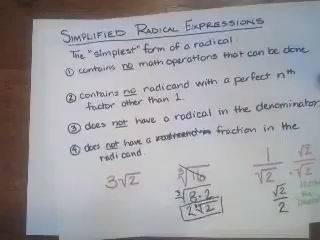 SIMPLIFIED RADICAL EXPRESSIONS
The "simplest" form of a radical:
① contains no math operations that can be done
② contains no radicand with a perfect nth
factor other than 1.
③ does not have a radical in the denominator.
④ does not have a fraction in the
radicand.
3√2
∛16
∛8·2
2∛2
1/√2 · √2/√2
√2/2